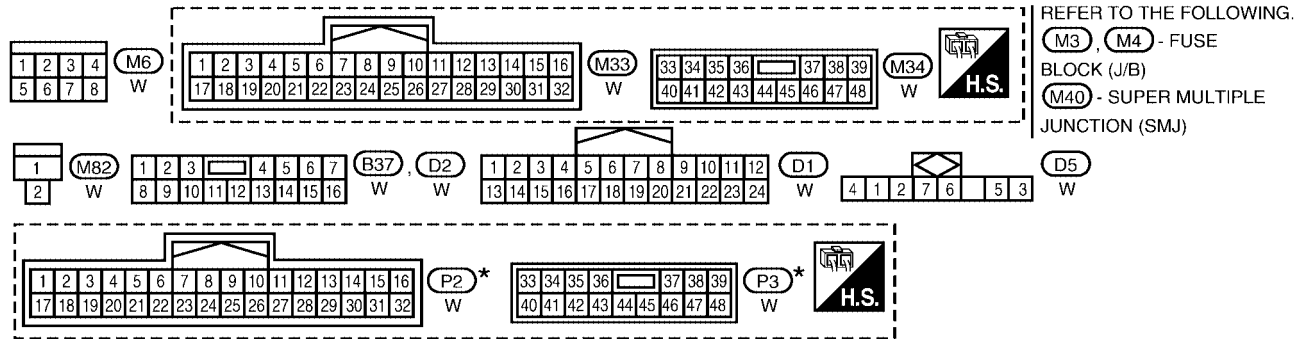 REFER TO THE FOLLOWING.
M3 , M4 - FUSE
BLOCK (J/B)
M40 - SUPER MULTIPLE
JUNCTION (SMJ)
1 2 3 4
5 6 7 8
M6
W
1 2 3 4 5 6 7 8 9 10 11 12 13 14 15 16
17 18 19 20 21 22 23 24 25 26 27 28 29 30 31 32
M33
W
33 34 35 36 37 38 39
40 41 42 43 44 45 46 47 48
M34
W
H.S.
1
2
M82
W
1 2 3 4 5 6 7
8 9 10 11 12 13 14 15 16
B37 , D2
W W
1 2 3 4 5 6 7 8 9 10 11 12
13 14 15 16 17 18 19 20 21 22 23 24
D1
W
4 1 2 7 6 5 3
D5
W
1 2 3 4 5 6 7 8 9 10 11 12 13 14 15 16
17 18 19 20 21 22 23 24 25 26 27 28 29 30 31 32
P2 *
W
33 34 35 36 37 38 39
40 41 42 43 44 45 46 47 48
P3 *
W
H.S.